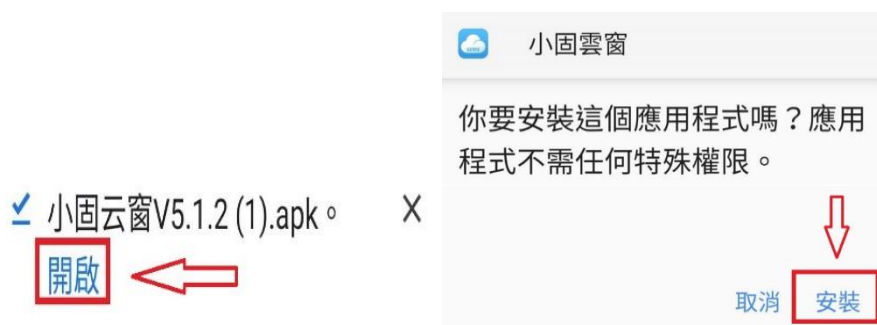 小固云窗V5.1.2 (1).apk。
X
開啟
小固雲窗
你要安裝這個應用程式嗎？應用
程式不需任何特殊權限。
取消 安裝